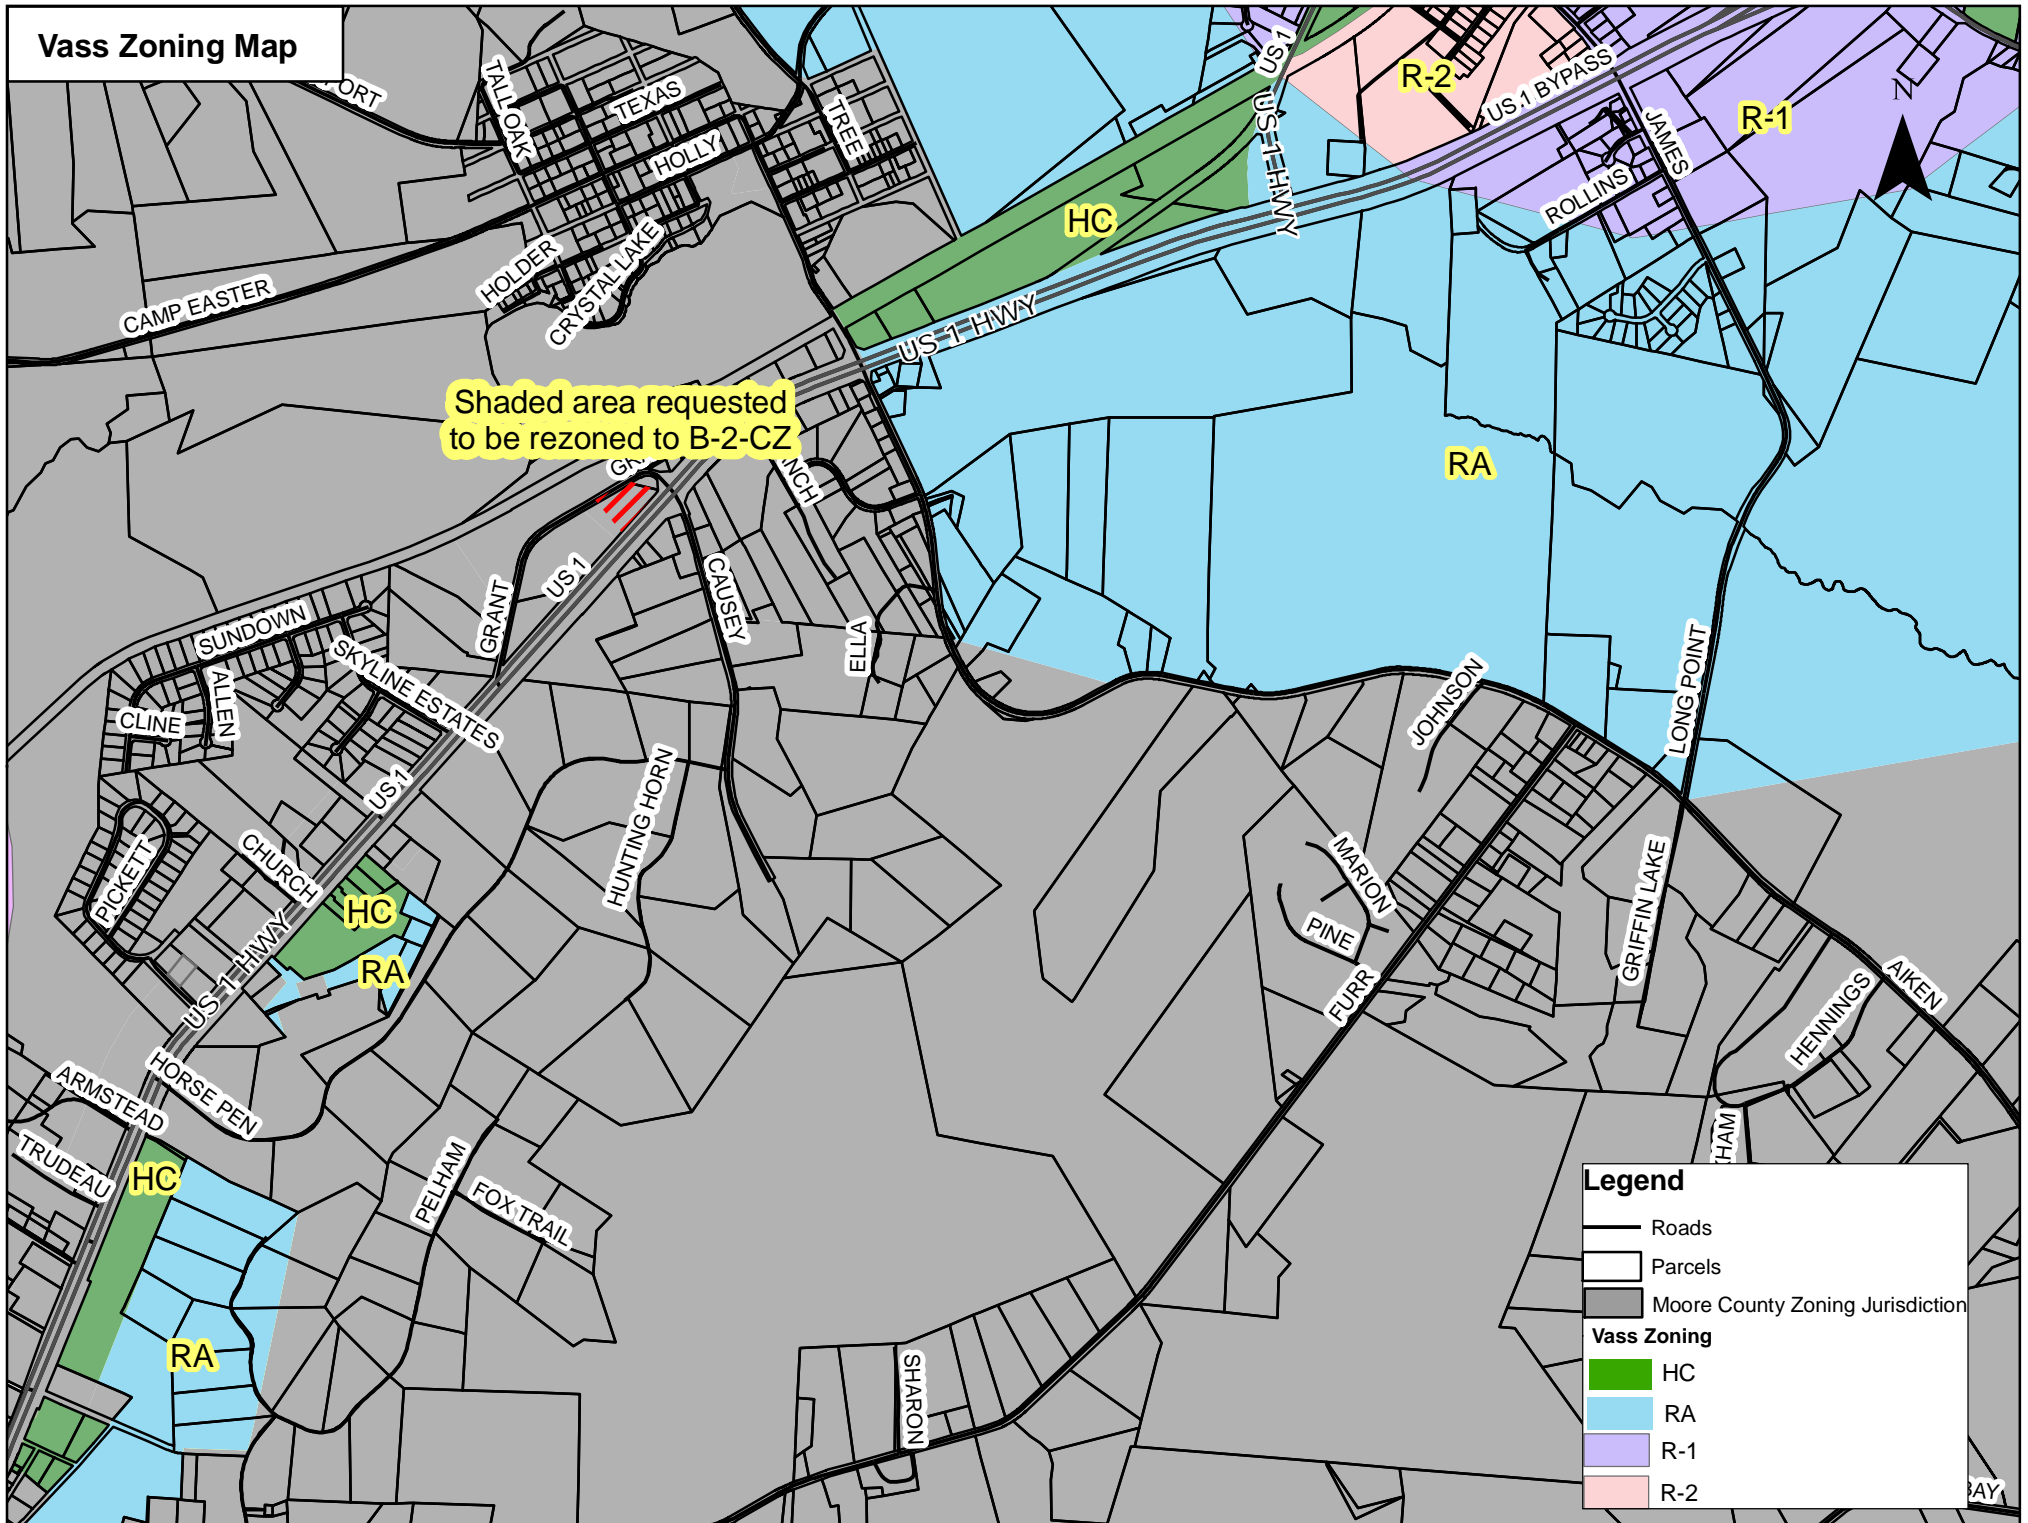 Vass Zoning Map
PORT
TALL OAK
TEXAS
HOLLY
TREE
US 1
US 1 HWY
R-2
US 1 BYPASS
R-1
N
JAMES
ROLLINS
HC
HOLDER
CRYSTAL LAKE
CAMP EASTER
US 1 HWY
Shaded area requested
to be rezoned to B-2-CZ
RA
GRANT
US 1
CAUSEY
ELLA
SUNDOWN
SKYLINE ESTATES
ALLEN
CLINE
US 1
LONG POINT
JOHNSON
HUNTING HORN
CHURCH
PICKETT
HC
RA
US 1 HWY
MARION
PINE
FURR
GRIFFIN LAKE
AIKEN
HENNINGS
ARMSTEAD
HORSE PEN
TRUDEAU
HC
PELHAM
FOX TRAIL
RA
SHARON
Legend
Roads
Parcels
Moore County Zoning Jurisdiction
Vass Zoning
HC
RA
R-1
R-2
BAY